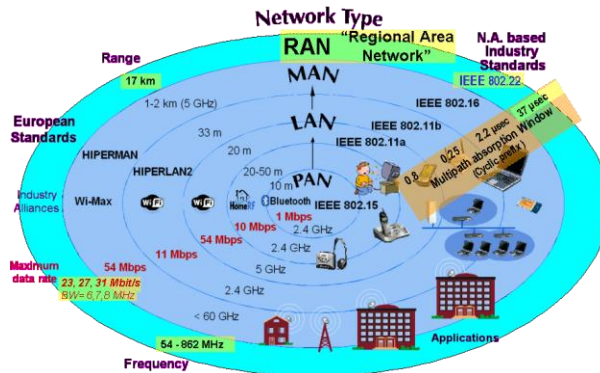 Network Type
RAN "Regional Area
Network"
N.A. based
Industry
Standards
IEEE 802.22
Range
17 km
MAN
1-2 km (5 GHz)
IEEE 802.16
37 µsec
European
Standards
33 m
LAN
IEEE 802.11b
HIPERMAN
20 m
IEEE 802.11a
0.8
0.25 /
2.2 µsec
Multipath absorption Window
(Cyclic prefix)
HIPERLAN2
20-50 m
10 m
PAN
Industry
Alliances
Wi-Max
Wi Fi
Wi Fi
HomeRF
Bluetooth
IEEE 802.15
1 Mbps
10 Mbps
2.4 GHz
54 Mbps
2.4 GHz
11 Mbps
5 GHz
Maximum
data rate
54 Mbps
23, 27, 31 Mbit/s
BW= 6,7,8 MHz
2.4 GHz
< 60 GHz
54 - 862 MHz
Frequency
Applications